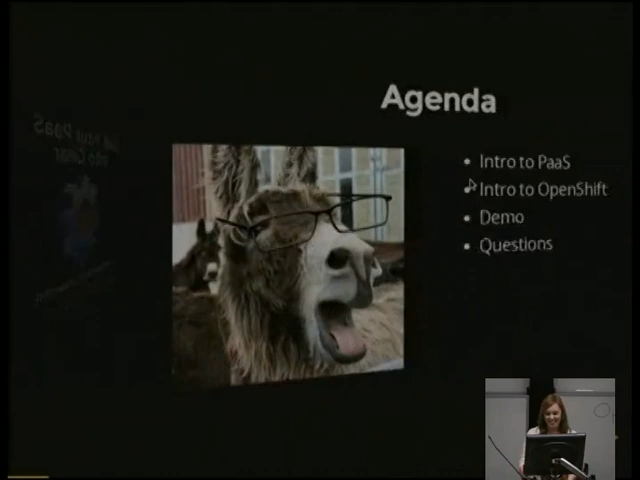 Agenda
• Intro to PaaS
• Intro to OpenShift
• Demo
• Questions